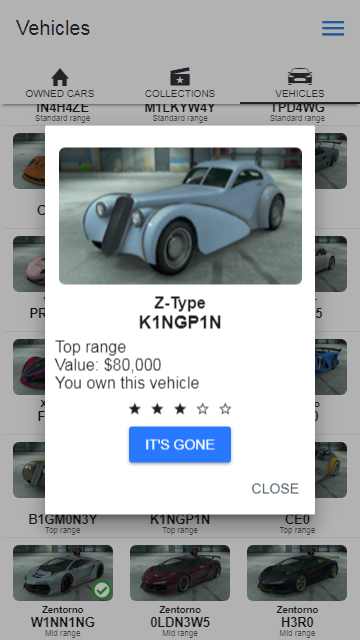 Vehicles
OWNED CARS COLLECTIONS VEHICLES
IN4H4ZE M1LKYW4Y TPD4WG
Standard range Standard range Standard range
Z-Type
K1NGP1N
Top range
Value: $80,000
You own this vehicle
IT'S GONE
CLOSE
B1GM0N3Y K1NGP1N CE0
Top range Top range Top range
Zentorno Zentorno Zentorno
W1NN1NG 0LDN3W5 H3R0
Mid range Mid range Mid range